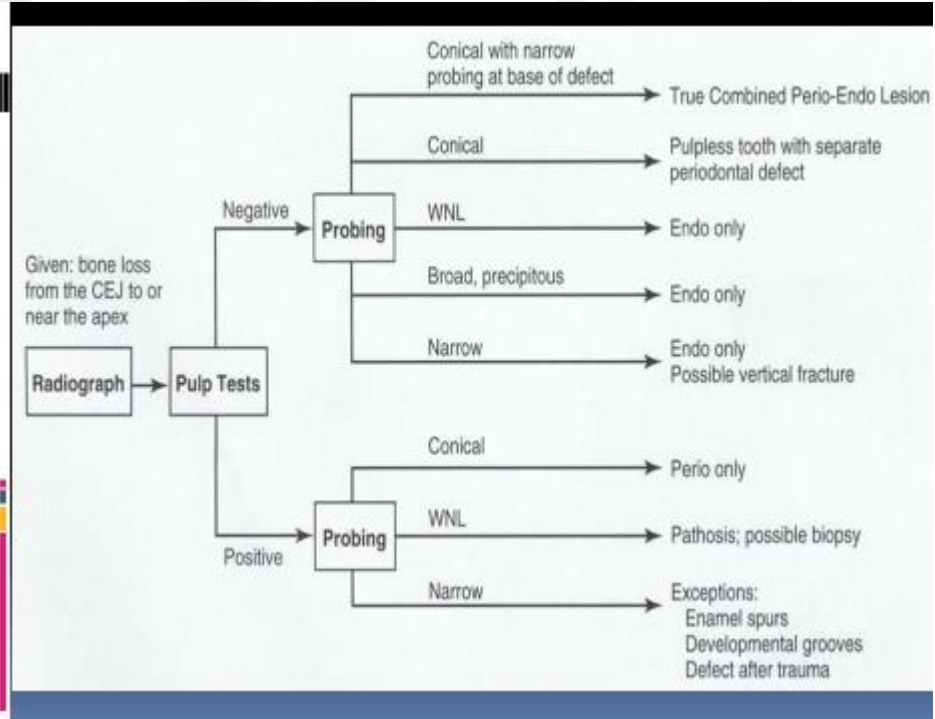 Given: bone loss
from the CEJ to or
near the apex
Radiograph
Pulp Tests
Negative
Probing
Conical with narrow
probing at base of defect
True Combined Perio-Endo Lesion
Conical
Pulpless tooth with separate
periodontal defect
WNL
Endo only
Broad, precipitous
Endo only
Narrow
Endo only
Possible vertical fracture
Positive
Probing
Conical
Perio only
WNL
Pathosis; possible biopsy
Narrow
Exceptions:
Enamel spurs
Developmental grooves
Defect after trauma